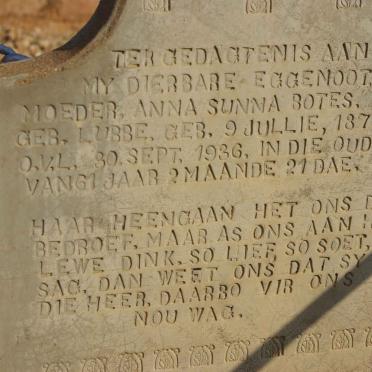 TER GEDAGTENIS AAN
MY DIERBARE EGGENOOT
MOEDER, ANNA SUNNA BOTES,
GEB. LUBBE, GEB. 9 JULLIE, 187
O.V.L. 30 SEPT. 1936, IN DIE OUD
VAN 61 JAAR 2 MAANDE 21 DAE.
HAAR HEENGAAN HET ONS D
BEDROEF, MAAR AS ONS AAN
LEWE DINK. SO LIEF, SO SOET,
SAG, DAN WEET ONS DAT SY
DIE HEER, DAARBO VIR ONS
NOU WAG.